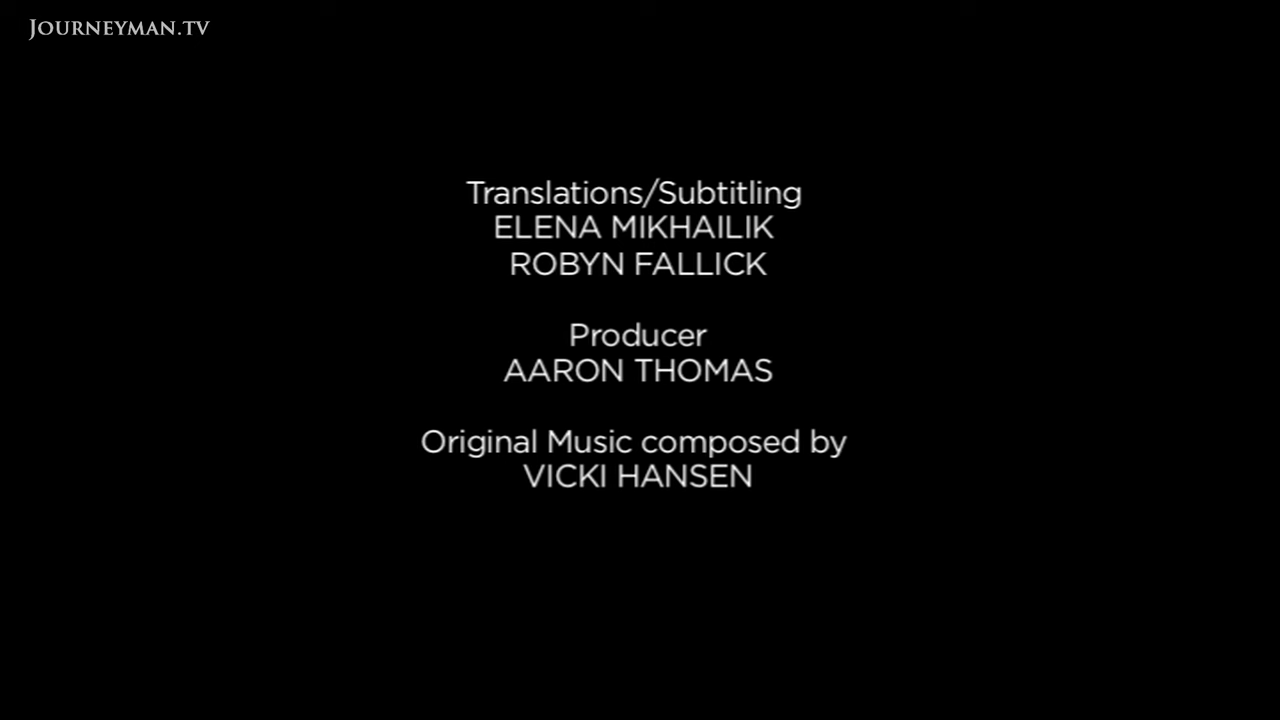 JOURNEYMAN.TV
Translations/Subtitling
ELENA MIKHAILIK
ROBYN FALLICK
Producer
AARON THOMAS
Original Music composed by
VICKI HANSEN